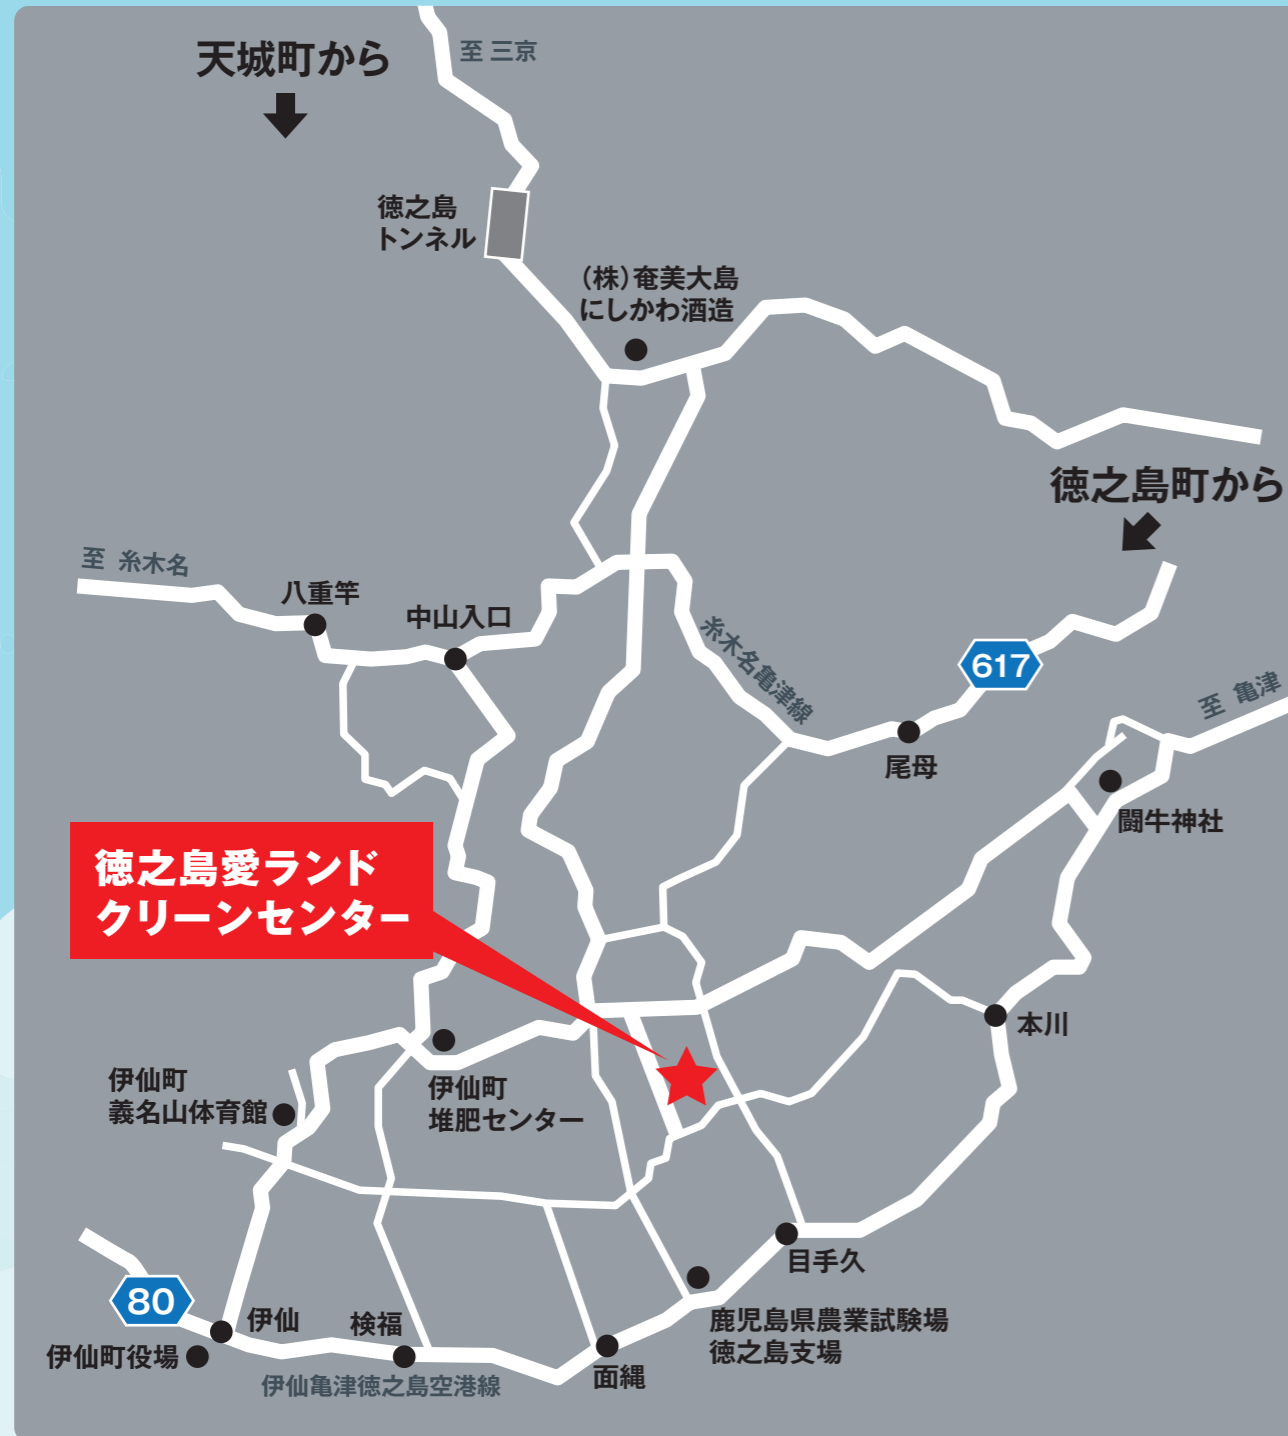 天城町から
至 三京
徳之島
トンネル
(株)奄美大島
にしかわ酒造
徳之島町から
至 糸木名
八重竿
中山入口
糸木名亀津線
617
至 亀津
尾母
闘牛神社
徳之島愛ランド
クリーンセンター
本川
伊仙町
義名山体育館
伊仙町
堆肥センター
目手久
80
伊仙
検福
鹿児島県農業試験場
徳之島支場
伊仙町役場
面縄
伊仙亀津徳之島空港線